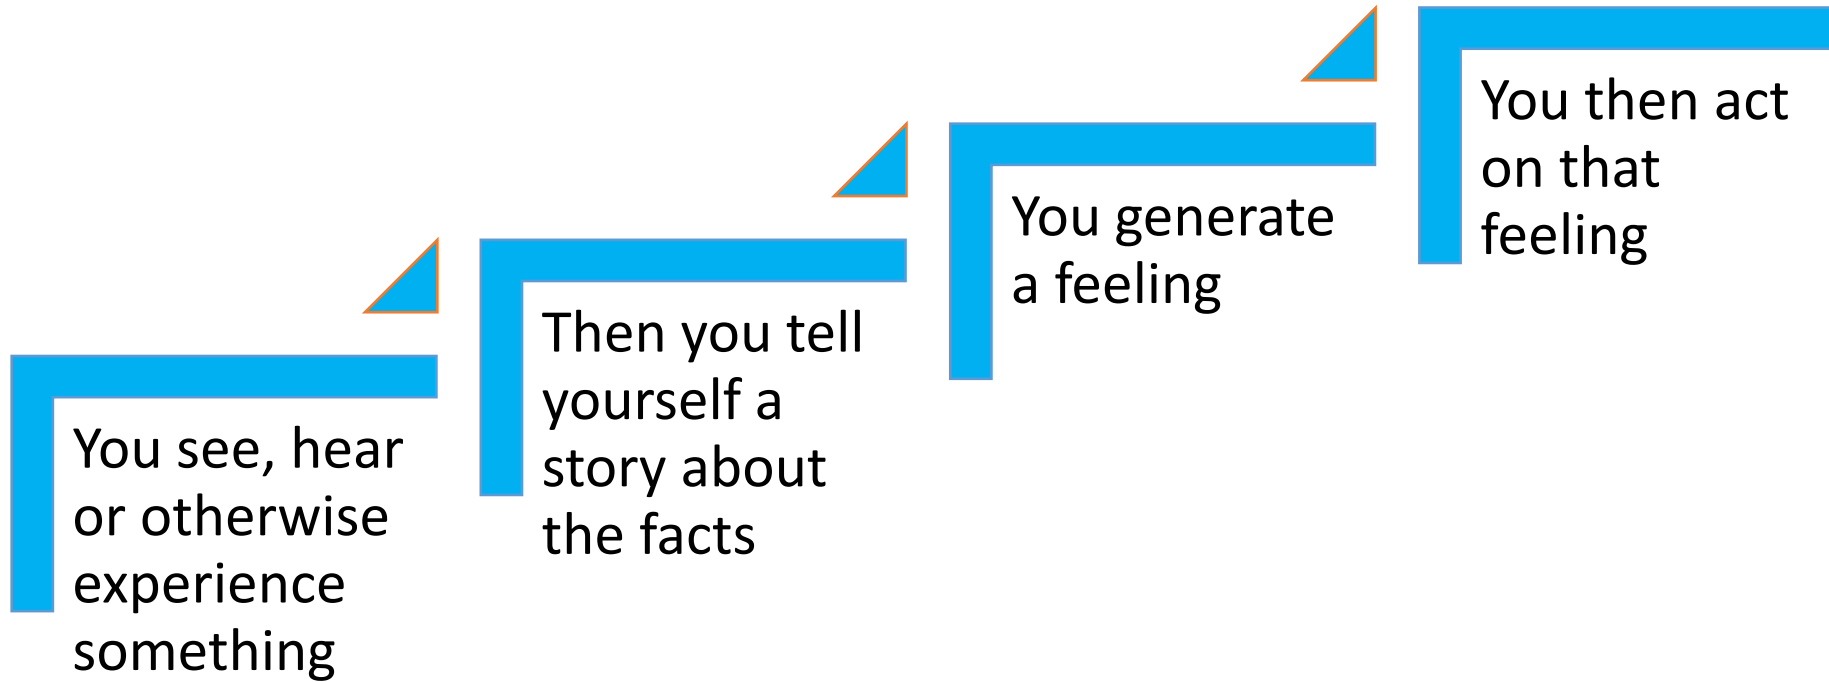 You see, hear
or otherwise
experience
something
Then you tell
yourself a
story about
the facts
You generate
a feeling
You then act
on that
feeling